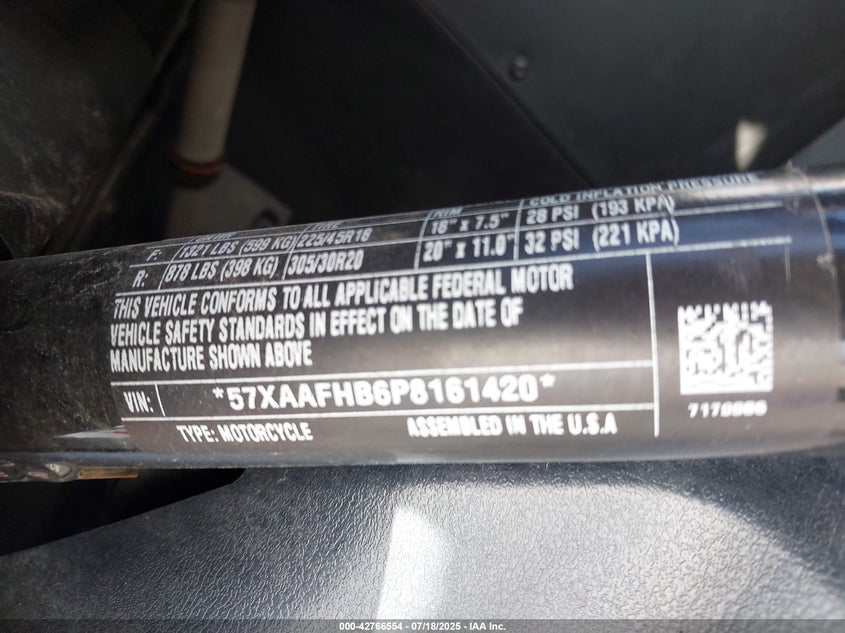 COLD INFLATION PRESSURE
F: 1321 LBS (599 KG) 225/45R18 18" x 7.5" 28 PSI (193 KPA)
R: 878 LBS (398 KG) 305/30R20 20" x 11.0" 32 PSI (221 KPA)
THIS VEHICLE CONFORMS TO ALL APPLICABLE FEDERAL MOTOR
VEHICLE SAFETY STANDARDS IN EFFECT ON THE DATE OF
MANUFACTURE SHOWN ABOVE
VIN: *57XAAFHB6P8161420*
TYPE: MOTORCYCLE ASSEMBLED IN THE U.S.A
000-42766554 - 07/18/2025 - IAA Inc.